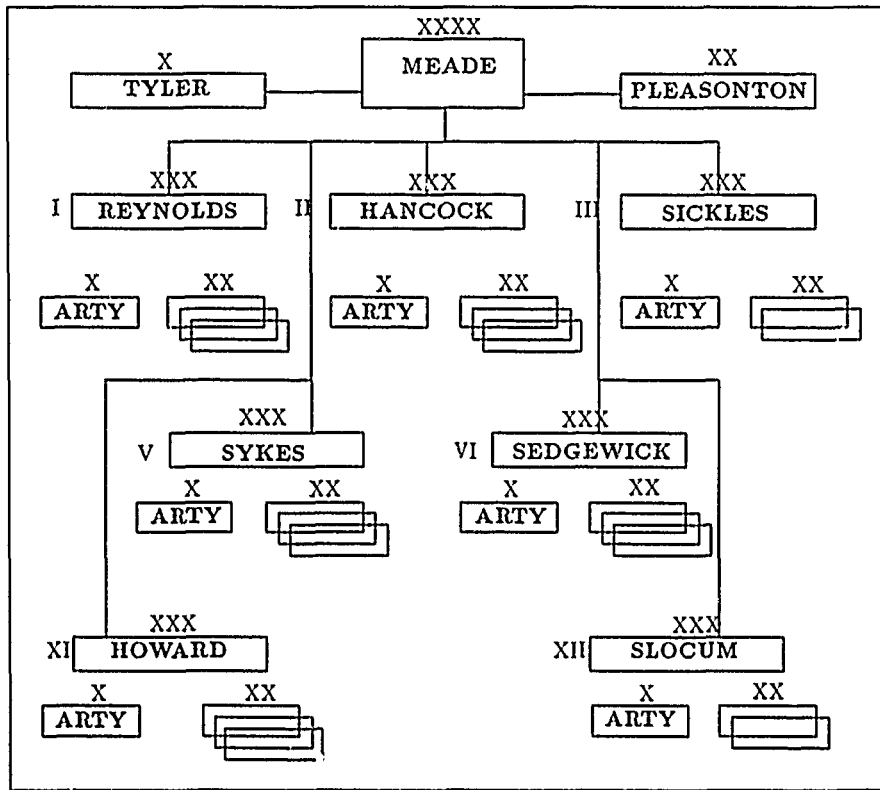 XXXX
MEADE
X
TYLER
XX
PLEASONTON
XXX
I REYNOLDS
XXX
II HANCOCK
XXX
III SICKLES
X XX X XX X XX
ARTY ARTY ARTY
XXX
V SYKES
XXX
VI SEDGEWICK
X XX X XX
ARTY ARTY
XXX
XI HOWARD
XXX
XII SLOCUM
X XX X XX
ARTY ARTY